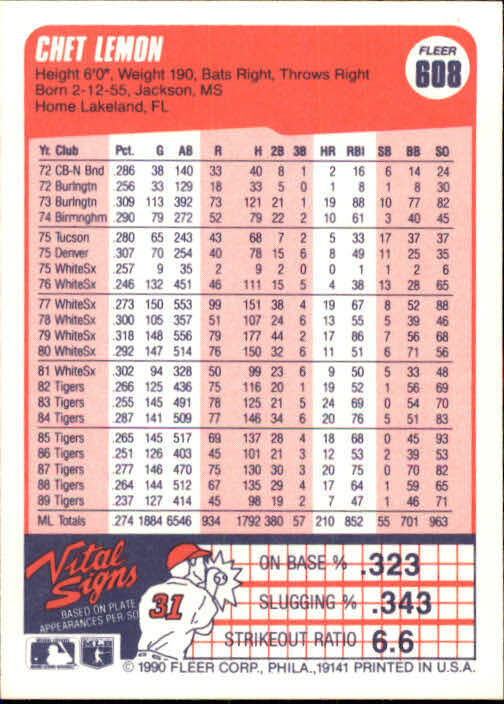 CHET LEMON
FLEER
608
Height 6'0", Weight 190, Bats Right, Throws Right
Born 2-12-55, Jackson, MS
Home Lakeland, FL
Yr. Club Pct. G AB R H 2B 3B HR RBI SB BB SO
72 CB-N Bnd .286 38 140 33 40 8 1 2 16 6 14 24
72 Burlngtn .256 33 129 18 33 5 0 1 8 1 8 30
73 Burlngtn .309 113 392 73 121 21 1 19 88 10 77 82
74 Birmnghm .290 79 272 52 79 22 2 10 61 3 40 45
75 Tucson .280 65 243 43 68 7 2 5 33 17 37 37
75 Denver .307 70 254 40 78 15 6 8 49 11 25 35
75 WhiteSx .257 9 35 2 9 2 0 0 1 1 2 6
76 WhiteSx .246 132 451 46 111 15 5 4 38 13 28 65
77 WhiteSx .273 150 553 99 151 38 4 19 67 8 52 88
78 WhiteSx .300 105 357 51 107 24 6 13 55 5 39 46
79 WhiteSx .318 148 556 79 177 44 2 17 86 7 56 68
80 WhiteSx .292 147 514 76 150 32 6 11 51 6 71 56
81 WhiteSx .302 94 328 50 99 23 6 9 50 5 33 48
82 Tigers .266 125 436 75 116 20 1 19 52 1 56 69
83 Tigers .255 145 491 78 125 21 5 24 69 0 54 70
84 Tigers .287 141 509 77 146 34 6 20 76 5 51 83
85 Tigers .265 145 517 69 137 28 4 18 68 0 45 93
86 Tigers .251 126 403 45 101 21 3 12 53 2 39 53
87 Tigers .277 146 470 75 130 30 3 20 75 0 70 82
88 Tigers .264 144 512 67 135 29 4 17 64 1 59 65
89 Tigers .237 127 414 45 98 19 2 7 47 1 46 71
ML Totals .274 1884 6546 934 1792 380 57 210 852 55 701 963
Vital
Signs
BASED ON PLATE
APPEARANCES PER SO
31
ON BASE % .323
SLUGGING % .343
STRIKEOUT RATIO 6.6
© 1990 FLEER CORP., PHILA., 19141 PRINTED IN U.S.A.